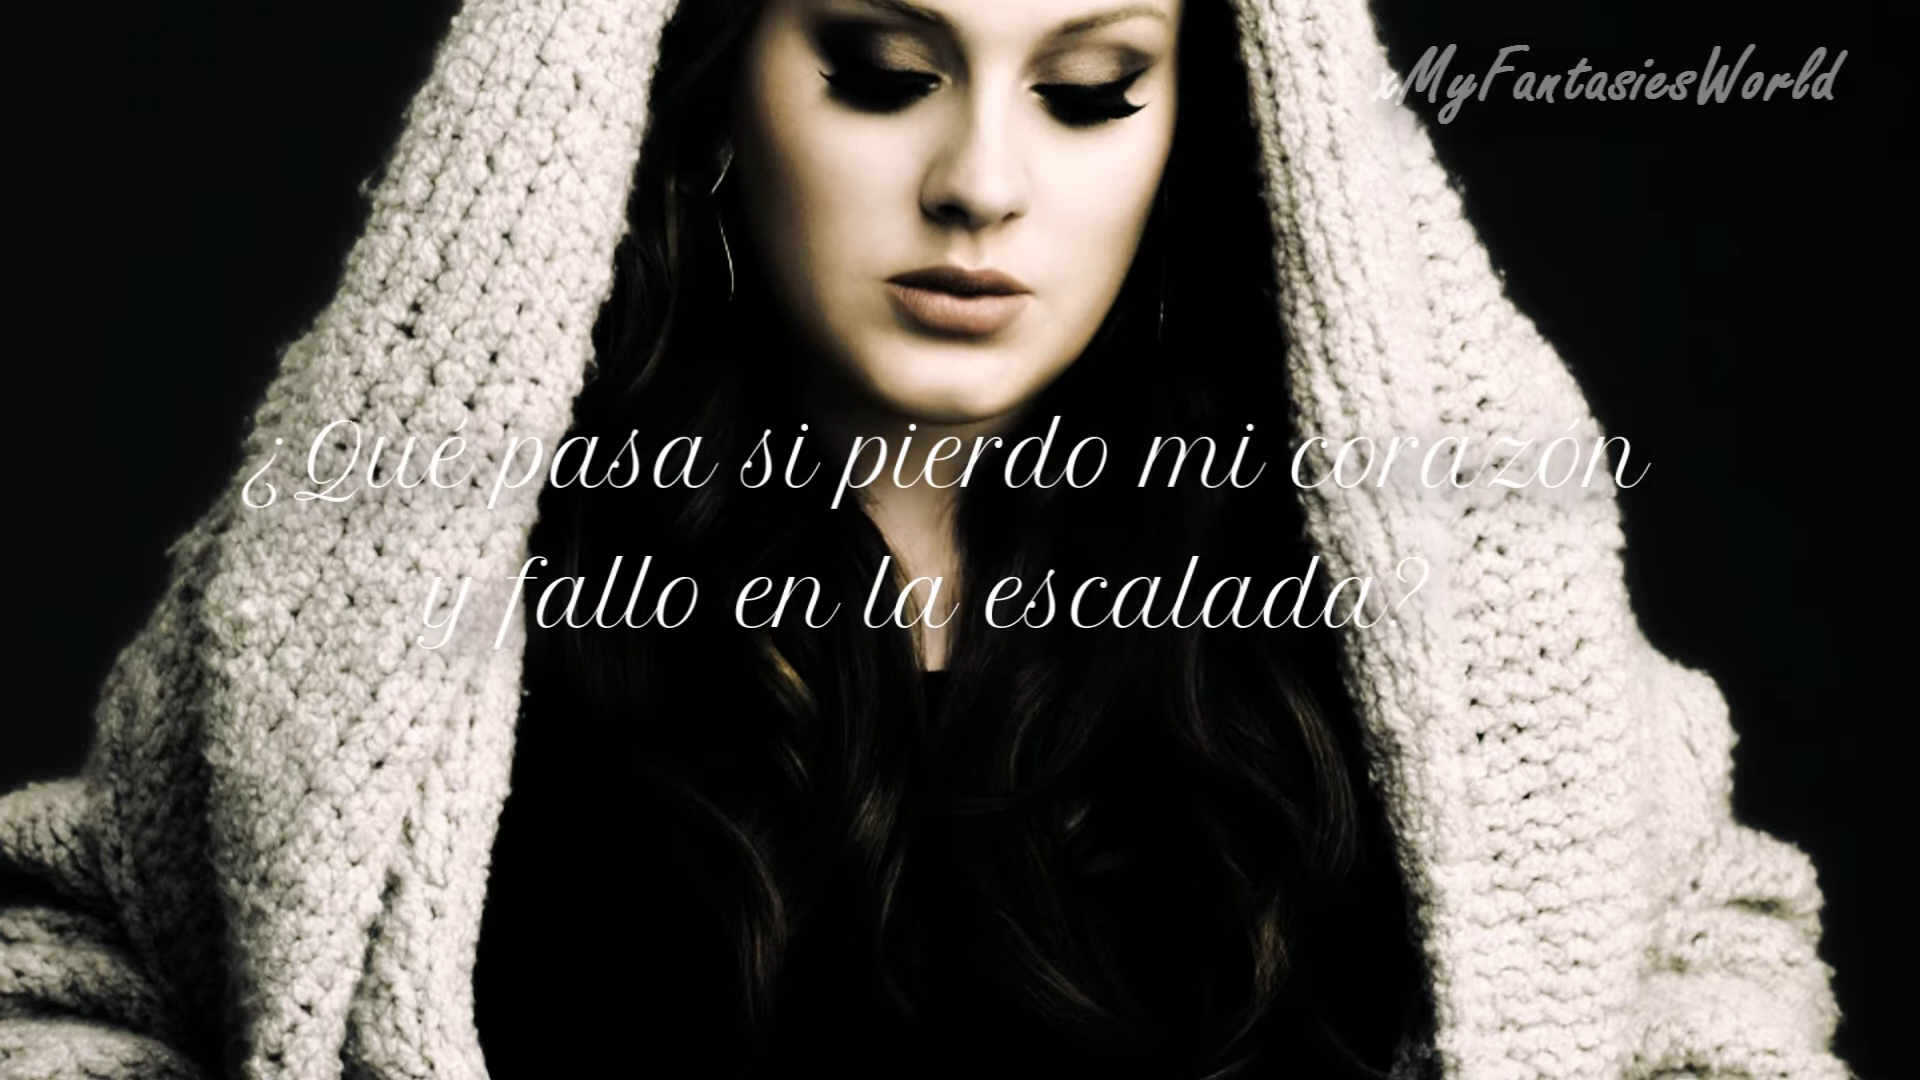 xMyFantasiesWorld
¿Qué pasa si pierdo mi corazón
y fallo en la escalada?